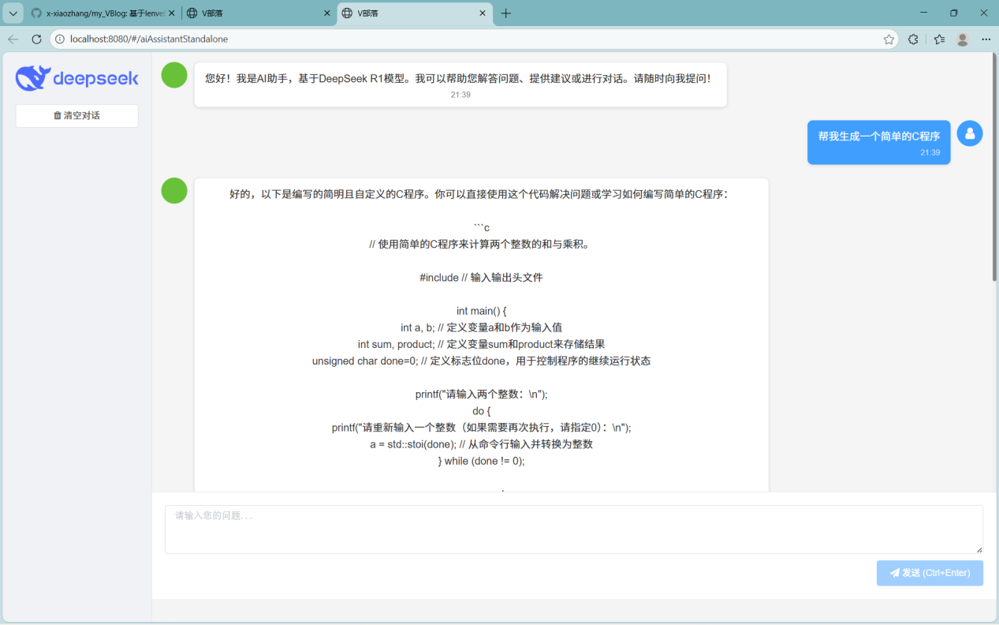 x-xiaozhang/my_VBlog: 基于lenve
V部落
V部落
localhost:8080/#/aiAssistantStandalone
deepseek
清空对话
您好！我是AI助手，基于DeepSeek R1模型。我可以帮助您解答问题、提供建议或进行对话。请随时向我提问！
21:39
帮我生成一个简单的C程序
21:39
好的，以下是编写的简明且自定义的C程序。你可以直接使用这个代码解决问题或学习如何编写简单的C程序：
```c
// 使用简单的C程序来计算两个整数的和与乘积。
#include // 输入输出头文件
int main() {
int a, b; // 定义变量a和b作为输入值
int sum, product; // 定义变量sum和product来存储结果
unsigned char done=0; // 定义标志位done，用于控制程序的继续运行状态
printf("请输入两个整数：\n");
do {
printf("请重新输入一个整数（如果需要再次执行，请指定0）：\n");
a = std::stoi(done); // 从命令行输入并转换为整数
} while (done != 0);
请输入您的问题...
发送 (Ctrl+Enter)